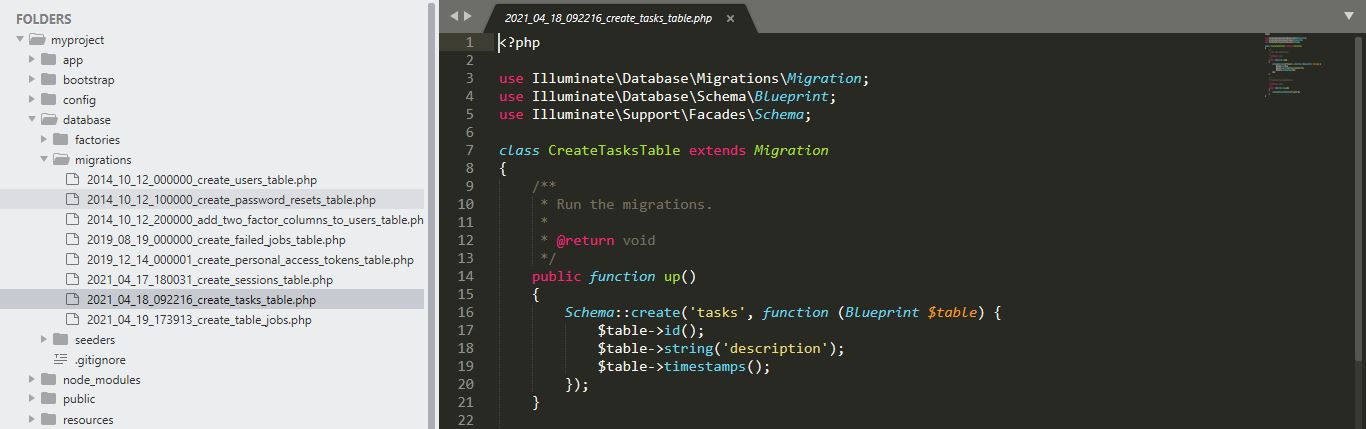 FOLDERS
myproject
app
bootstrap
config
database
factories
migrations
2014_10_12_000000_create_users_table.php
2014_10_12_100000_create_password_resets_table.php
2014_10_12_200000_add_two_factor_columns_to_users_table.ph
2019_08_19_000000_create_failed_jobs_table.php
2019_12_14_000001_create_personal_access_tokens_table.php
2021_04_17_180031_create_sessions_table.php
2021_04_18_092216_create_tasks_table.php
2021_04_19_173913_create_table_jobs.php
seeders
.gitignore
node_modules
public
resources
2021_04_18_092216_create_tasks_table.php ×
1 <?php
2
3 use Illuminate\Database\Migrations\Migration;
4 use Illuminate\Database\Schema\Blueprint;
5 use Illuminate\Support\Facades\Schema;
6
7 class CreateTasksTable extends Migration
8 {
9 /**
10 * Run the migrations.
11 *
12 * @return void
13 */
14 public function up()
15 {
16 Schema::create('tasks', function (Blueprint $table) {
17 $table->id();
18 $table->string('description');
19 $table->timestamps();
20 });
21 }
22